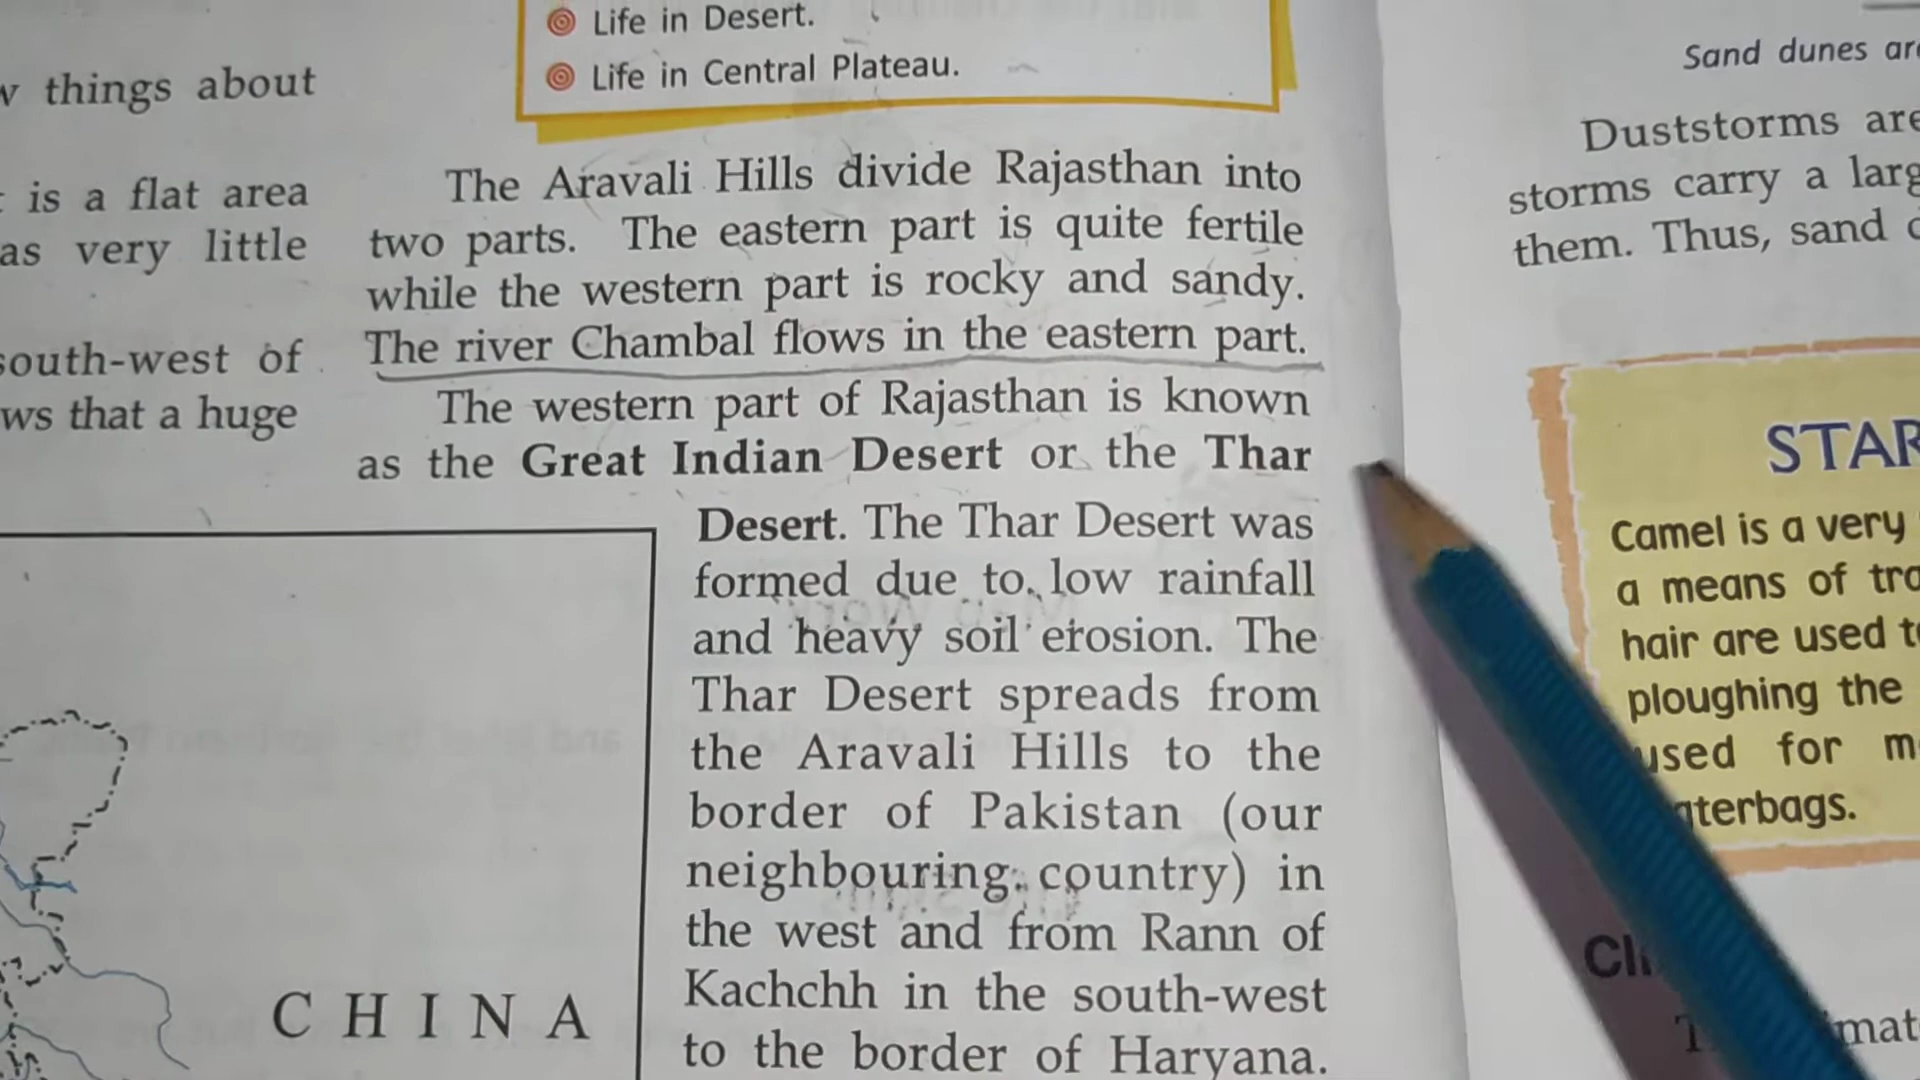 Life in Desert.
Life in Central Plateau.
things about
is a flat area
as very little
south-west of
ws that a huge
The Aravali Hills divide Rajasthan into
two parts. The eastern part is quite fertile
while the western part is rocky and sandy.
The river Chambal flows in the eastern part.
The western part of Rajasthan is known
as the Great Indian Desert or the Thar
Desert. The Thar Desert was
formed due to low rainfall
and heavy soil erosion. The
Thar Desert spreads from
the Aravali Hills to the
border of Pakistan (our
neighbouring country) in
the west and from Rann of
Kachchh in the south-west
to the border of Haryana.
CHINA
Sand dunes are
Duststorms are
storms carry a larg
them. Thus, sand
STAR
Camel is a very
a means of tra
hair are used to
ploughing the
used for m
terbags.
Cli
mat